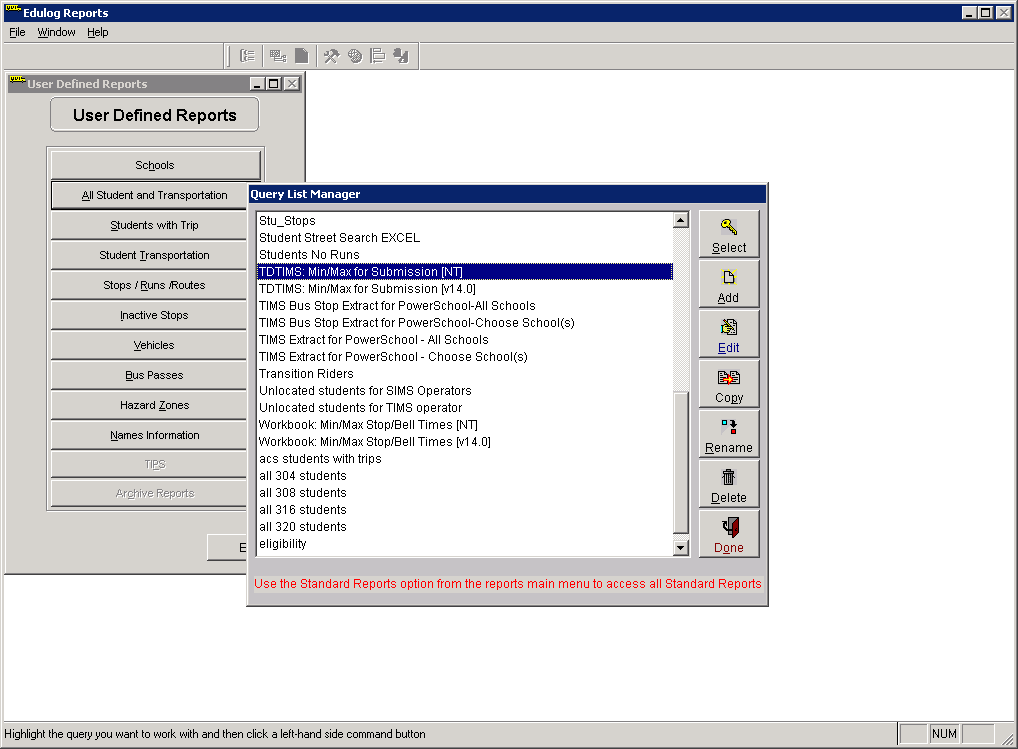 Edulog Reports
File Window Help
User Defined Reports
User Defined Reports
Schools
All Student and Transportation
Students with Trip
Student Transportation
Stops / Runs /Routes
Inactive Stops
Vehicles
Bus Passes
Hazard Zones
Names Information
TIPS
Archive Reports
E
Query List Manager
Stu_Stops
Student Street Search EXCEL
Students No Runs
TDTIMS: Min/Max for Submission [NT]
TDTIMS: Min/Max for Submission [v14.0]
TIMS Bus Stop Extract for PowerSchool-All Schools
TIMS Bus Stop Extract for PowerSchool-Choose School(s)
TIMS Extract for PowerSchool - All Schools
TIMS Extract for PowerSchool - Choose School(s)
Transition Riders
Unlocated students for SIMS Operators
Unlocated students for TIMS operator
Workbook: Min/Max Stop/Bell Times [NT]
Workbook: Min/Max Stop/Bell Times [v14.0]
acs students with trips
all 304 students
all 308 students
all 316 students
all 320 students
eligibility
Select
Add
Edit
Copy
Rename
Delete
Done
Use the Standard Reports option from the reports main menu to access all Standard Reports
Highlight the query you want to work with and then click a left-hand side command button
NUM